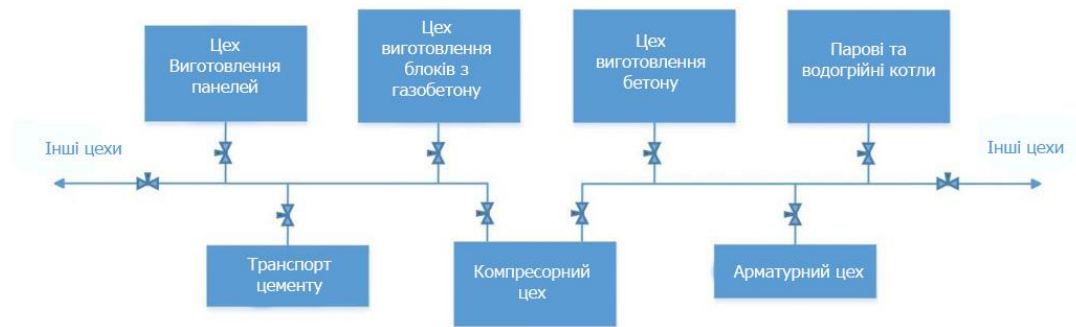 Цех
Виготовлення
панелей
Цех
виготовлення
блоків з
газобетону
Цех
виготовлення
бетону
Парові та
водогрійні котли
Інші цехи
Інші цехи
Транспорт
цементу
Компресорний
цех
Арматурний цех